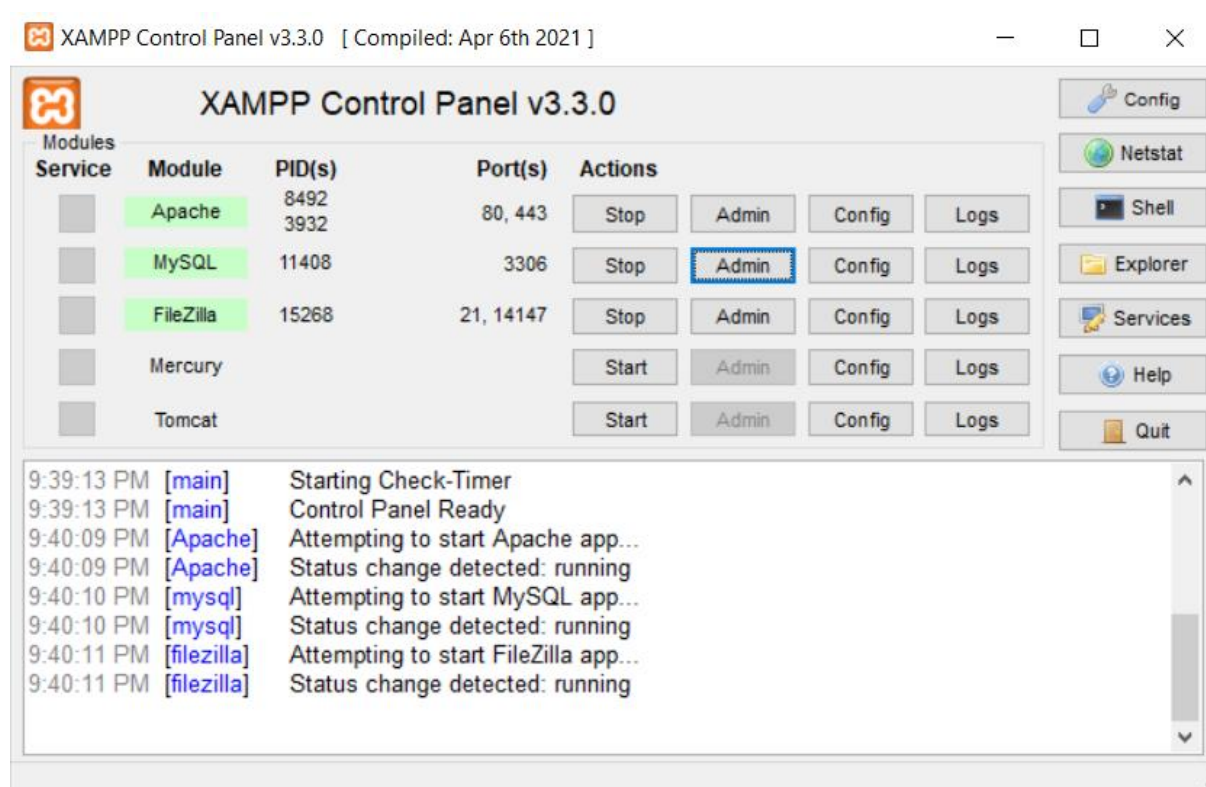 XAMPP Control Panel v3.3.0 [ Compiled: Apr 6th 2021 ]
XAMPP Control Panel v3.3.0
Config
Modules
Service Module PID(s) Port(s) Actions
Netstat
Apache 8492 3932 80, 443 Stop Admin Config Logs
Shell
MySQL 11408 3306 Stop Admin Config Logs
Explorer
FileZilla 15268 21, 14147 Stop Admin Config Logs
Services
Mercury Start Admin Config Logs
Help
Tomcat Start Admin Config Logs
Quit
9:39:13 PM [main] Starting Check-Timer
9:39:13 PM [main] Control Panel Ready
9:40:09 PM [Apache] Attempting to start Apache app...
9:40:09 PM [Apache] Status change detected: running
9:40:10 PM [mysql] Attempting to start MySQL app...
9:40:10 PM [mysql] Status change detected: running
9:40:11 PM [filezilla] Attempting to start FileZilla app...
9:40:11 PM [filezilla] Status change detected: running